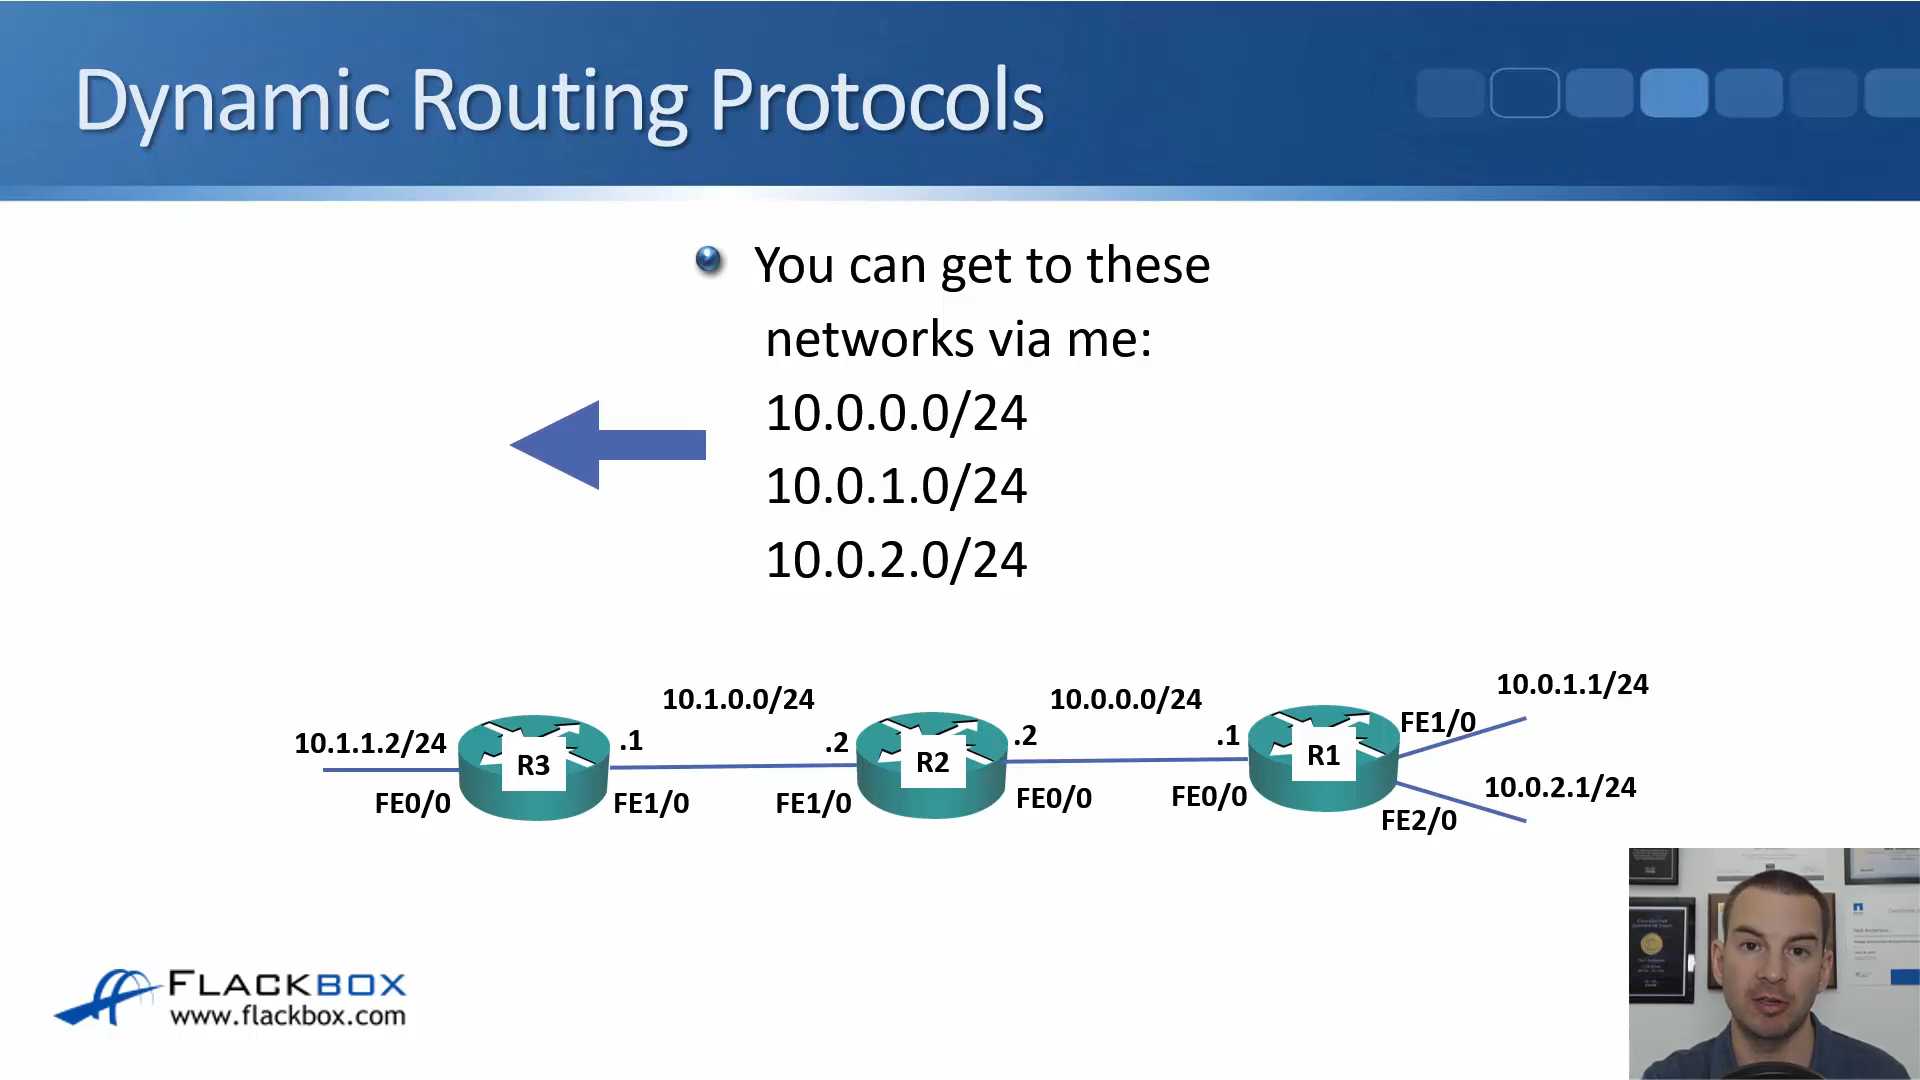 Dynamic Routing Protocols
You can get to these
networks via me:
10.0.0.0/24
10.0.1.0/24
10.0.2.0/24
10.1.1.2/24
FE0/0
R3
.1
FE1/0
10.1.0.0/24
.2
FE1/0
R2
.2
FE0/0
10.0.0.0/24
.1
FE0/0
R1
FE1/0
10.0.1.1/24
FE2/0
10.0.2.1/24
FLACKBOX
www.flackbox.com